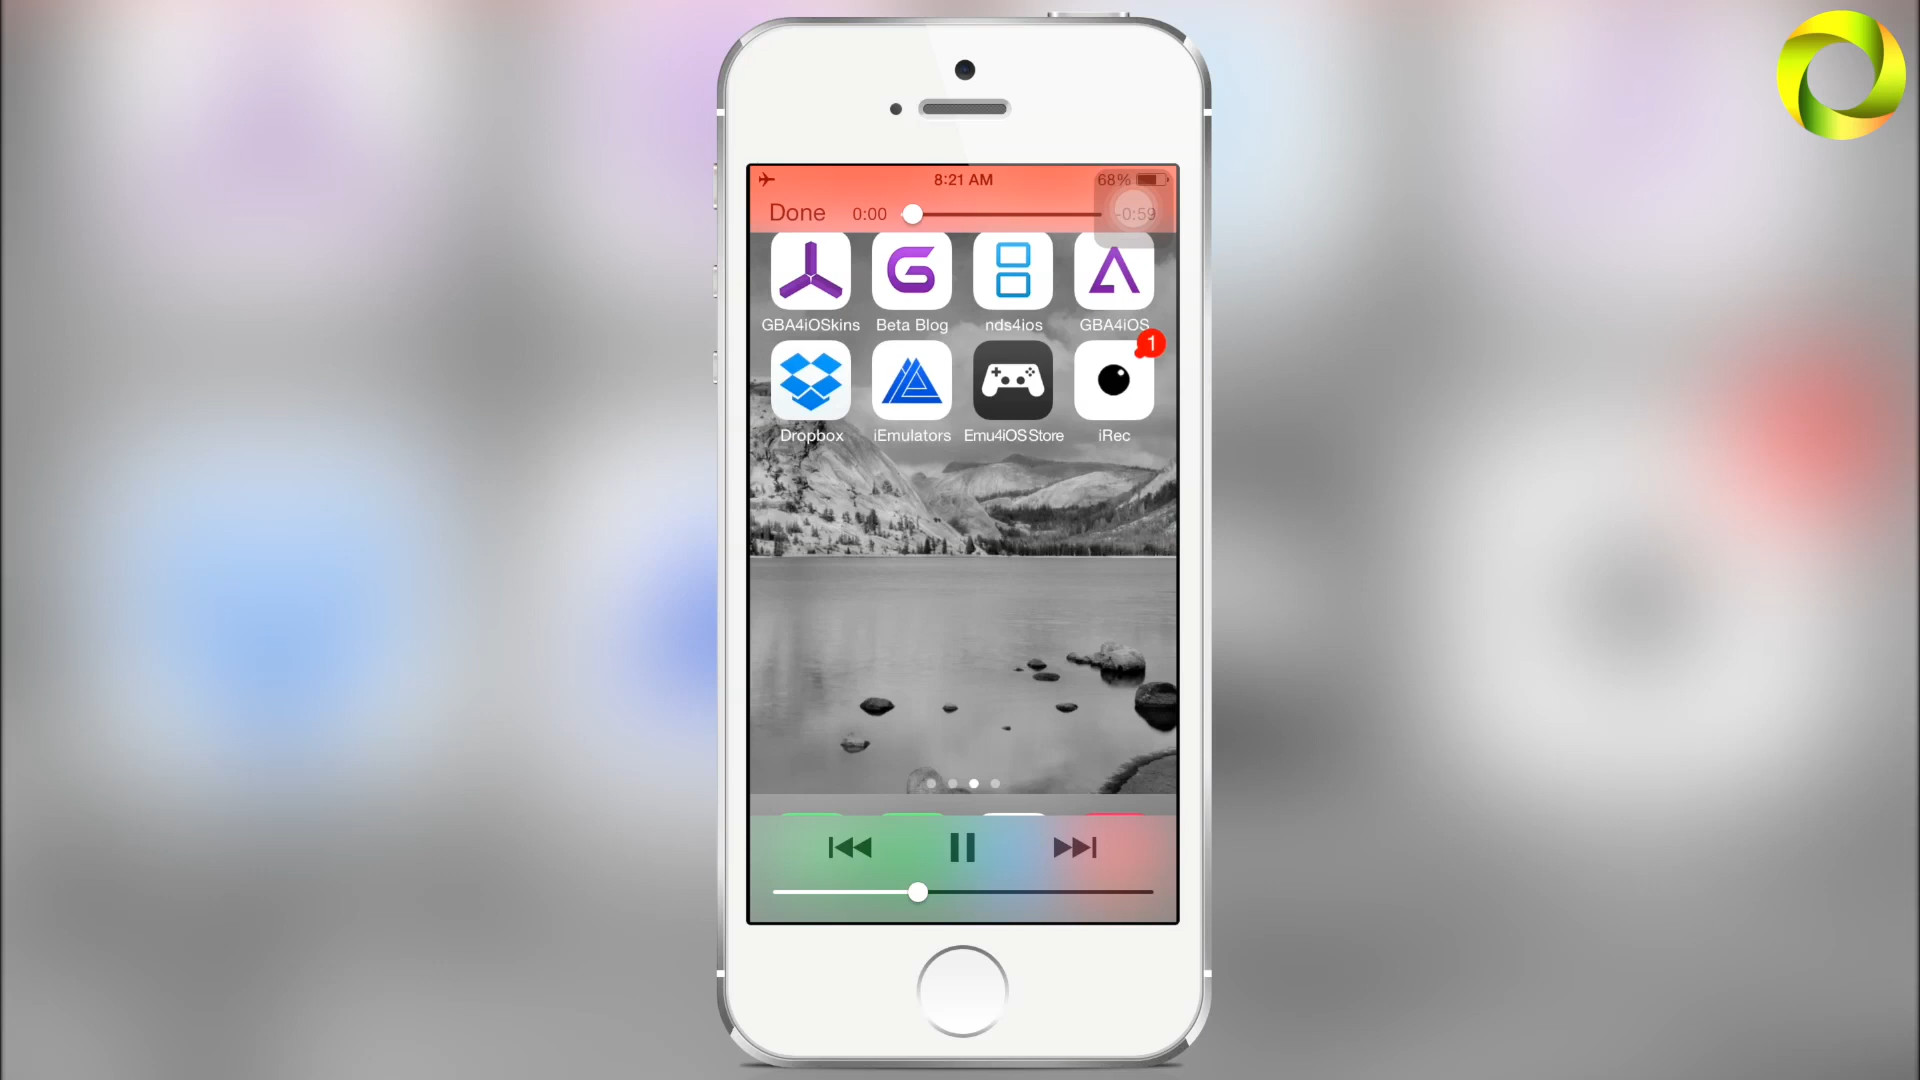 8:21 AM 68%
Done 0:00 -0:59
GBA4iOSkins Beta Blog nds4ios GBA4iOS
1
Dropbox iEmulators Emu4iOS Store iRec